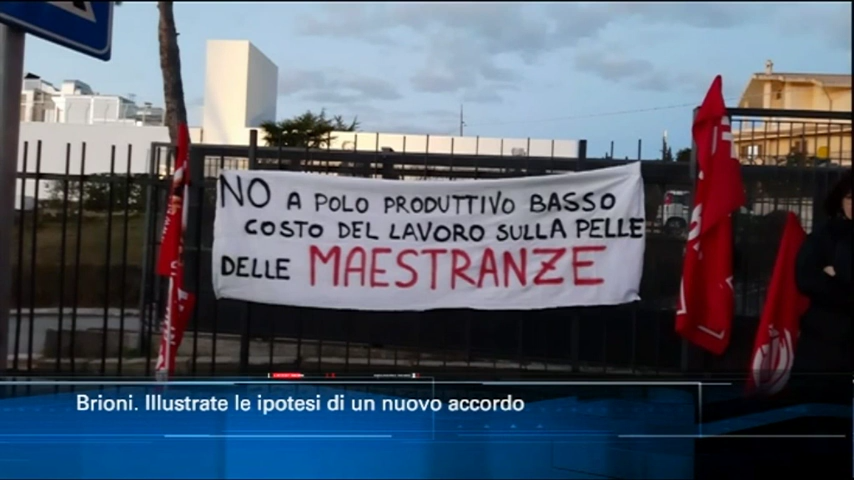 NO A POLO PRODUTTIVO BASSO
COSTO DEL LAVORO SULLA PELLE
DELLE MAESTRANZE
Brioni. Illustrate le ipotesi di un nuovo accordo